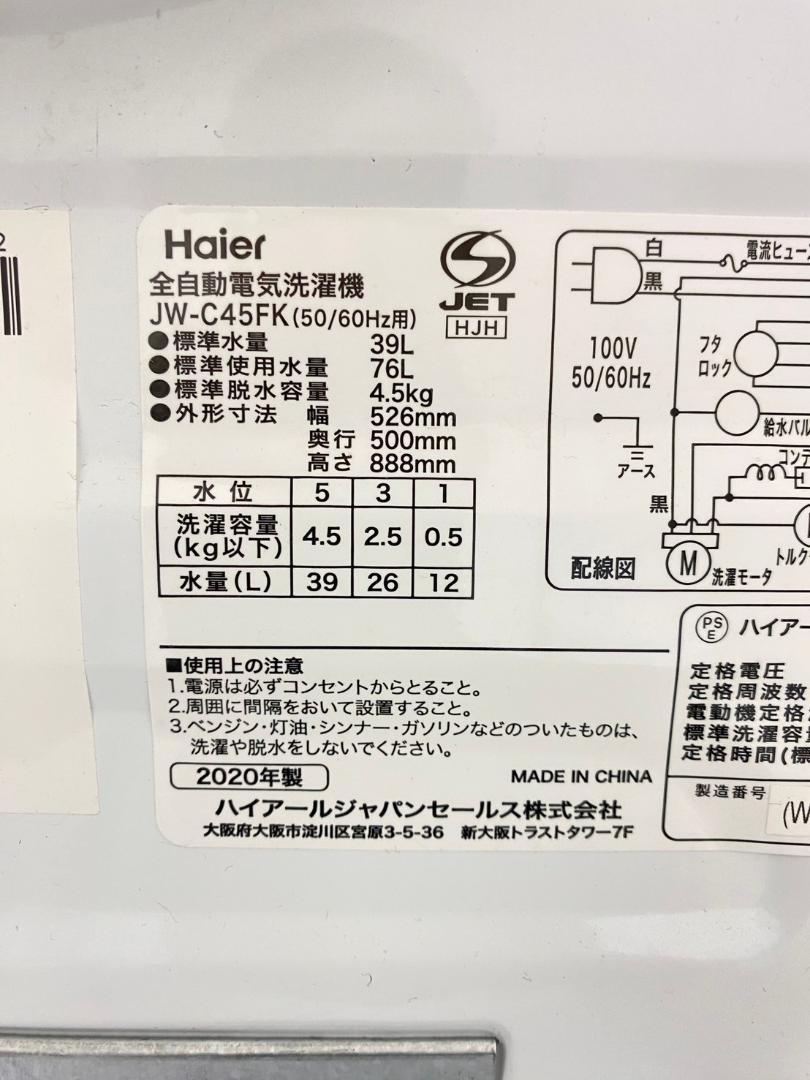 2
Haier
全自動電気洗濯機
JW-C45FK(50/60Hz用)
●標準水量 39L
●標準使用水量 76L
●標準脱水容量 4.5kg
●外形寸法 幅 526mm
奥行 500mm
高さ 888mm
JET
HJH
水位 5 3 1
洗濯容量(kg以下) 4.5 2.5 0.5
水量(L) 39 26 12
白
電流ヒュース
黒
100V
50/60Hz
フタ
ロック
給水バル
アース
コンデ
黒
M
洗濯モータ
トルク
配線図
■使用上の注意
1.電源は必ずコンセントからとること。
2.周囲に間隔をおいて設置すること。
3.ベンジン・灯油・シンナー・ガソリンなどのついたものは、
洗濯や脱水をしないでください。
2020年製
MADE IN CHINA
ハイアールジャパンセールス株式会社
大阪府大阪市淀川区宮原3-5-36 新大阪トラストタワー7F
PSE ハイアー
定格電圧
定格周波数
電動機定格
標準洗濯容
定格時間(標
製造番号
(W